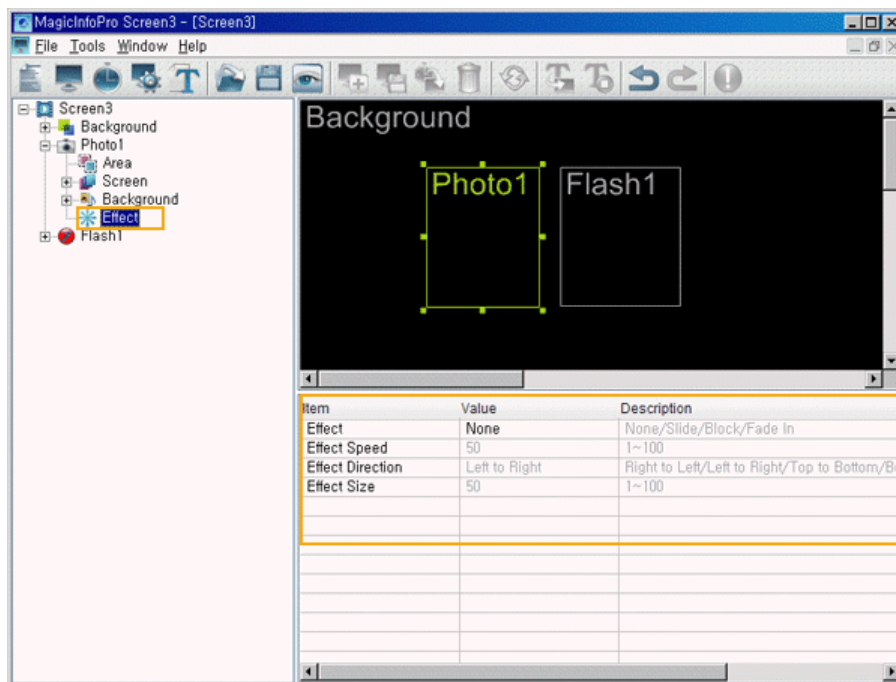 MagicInfoPro Screen3 - [Screen3]
File Tools Window Help
Screen3
Background
Photo1
Area
Screen
Background
Effect
Flash1
Background
Photo1 Flash1
Item Value Description
Effect None None/Slide/Block/Fade In
Effect Speed 50 1~100
Effect Direction Left to Right Right to Left/Left to Right/Top to Bottom/B
Effect Size 50 1~100